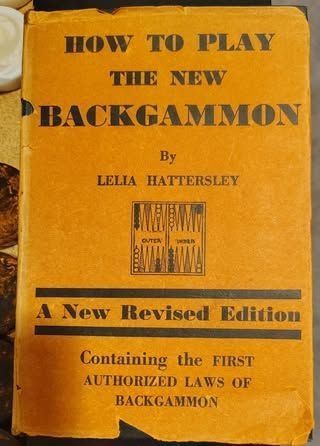 HOW TO PLAY
THE NEW
BACKGAMMON
By
LELIA HATTERSLEY
OUTER INNER
A New Revised Edition
Containing the FIRST
AUTHORIZED LAWS OF
BACKGAMMON